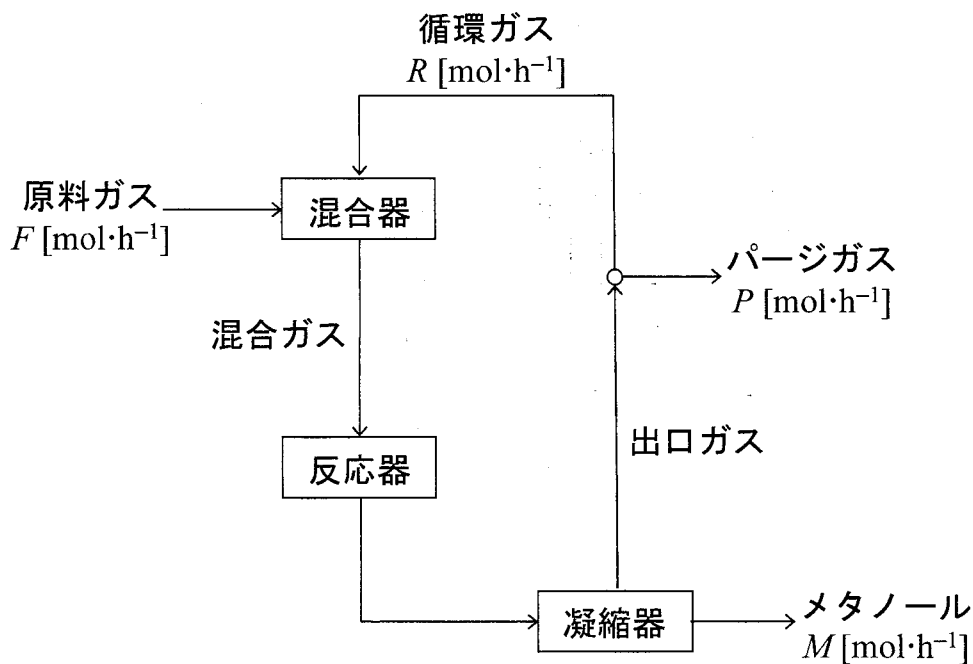 循環ガス
R [mol·h⁻¹]
原料ガス
F [mol·h⁻¹]
混合器
パージガス
P [mol·h⁻¹]
混合ガス
出口ガス
反応器
凝縮器
メタノール
M [mol·h⁻¹]